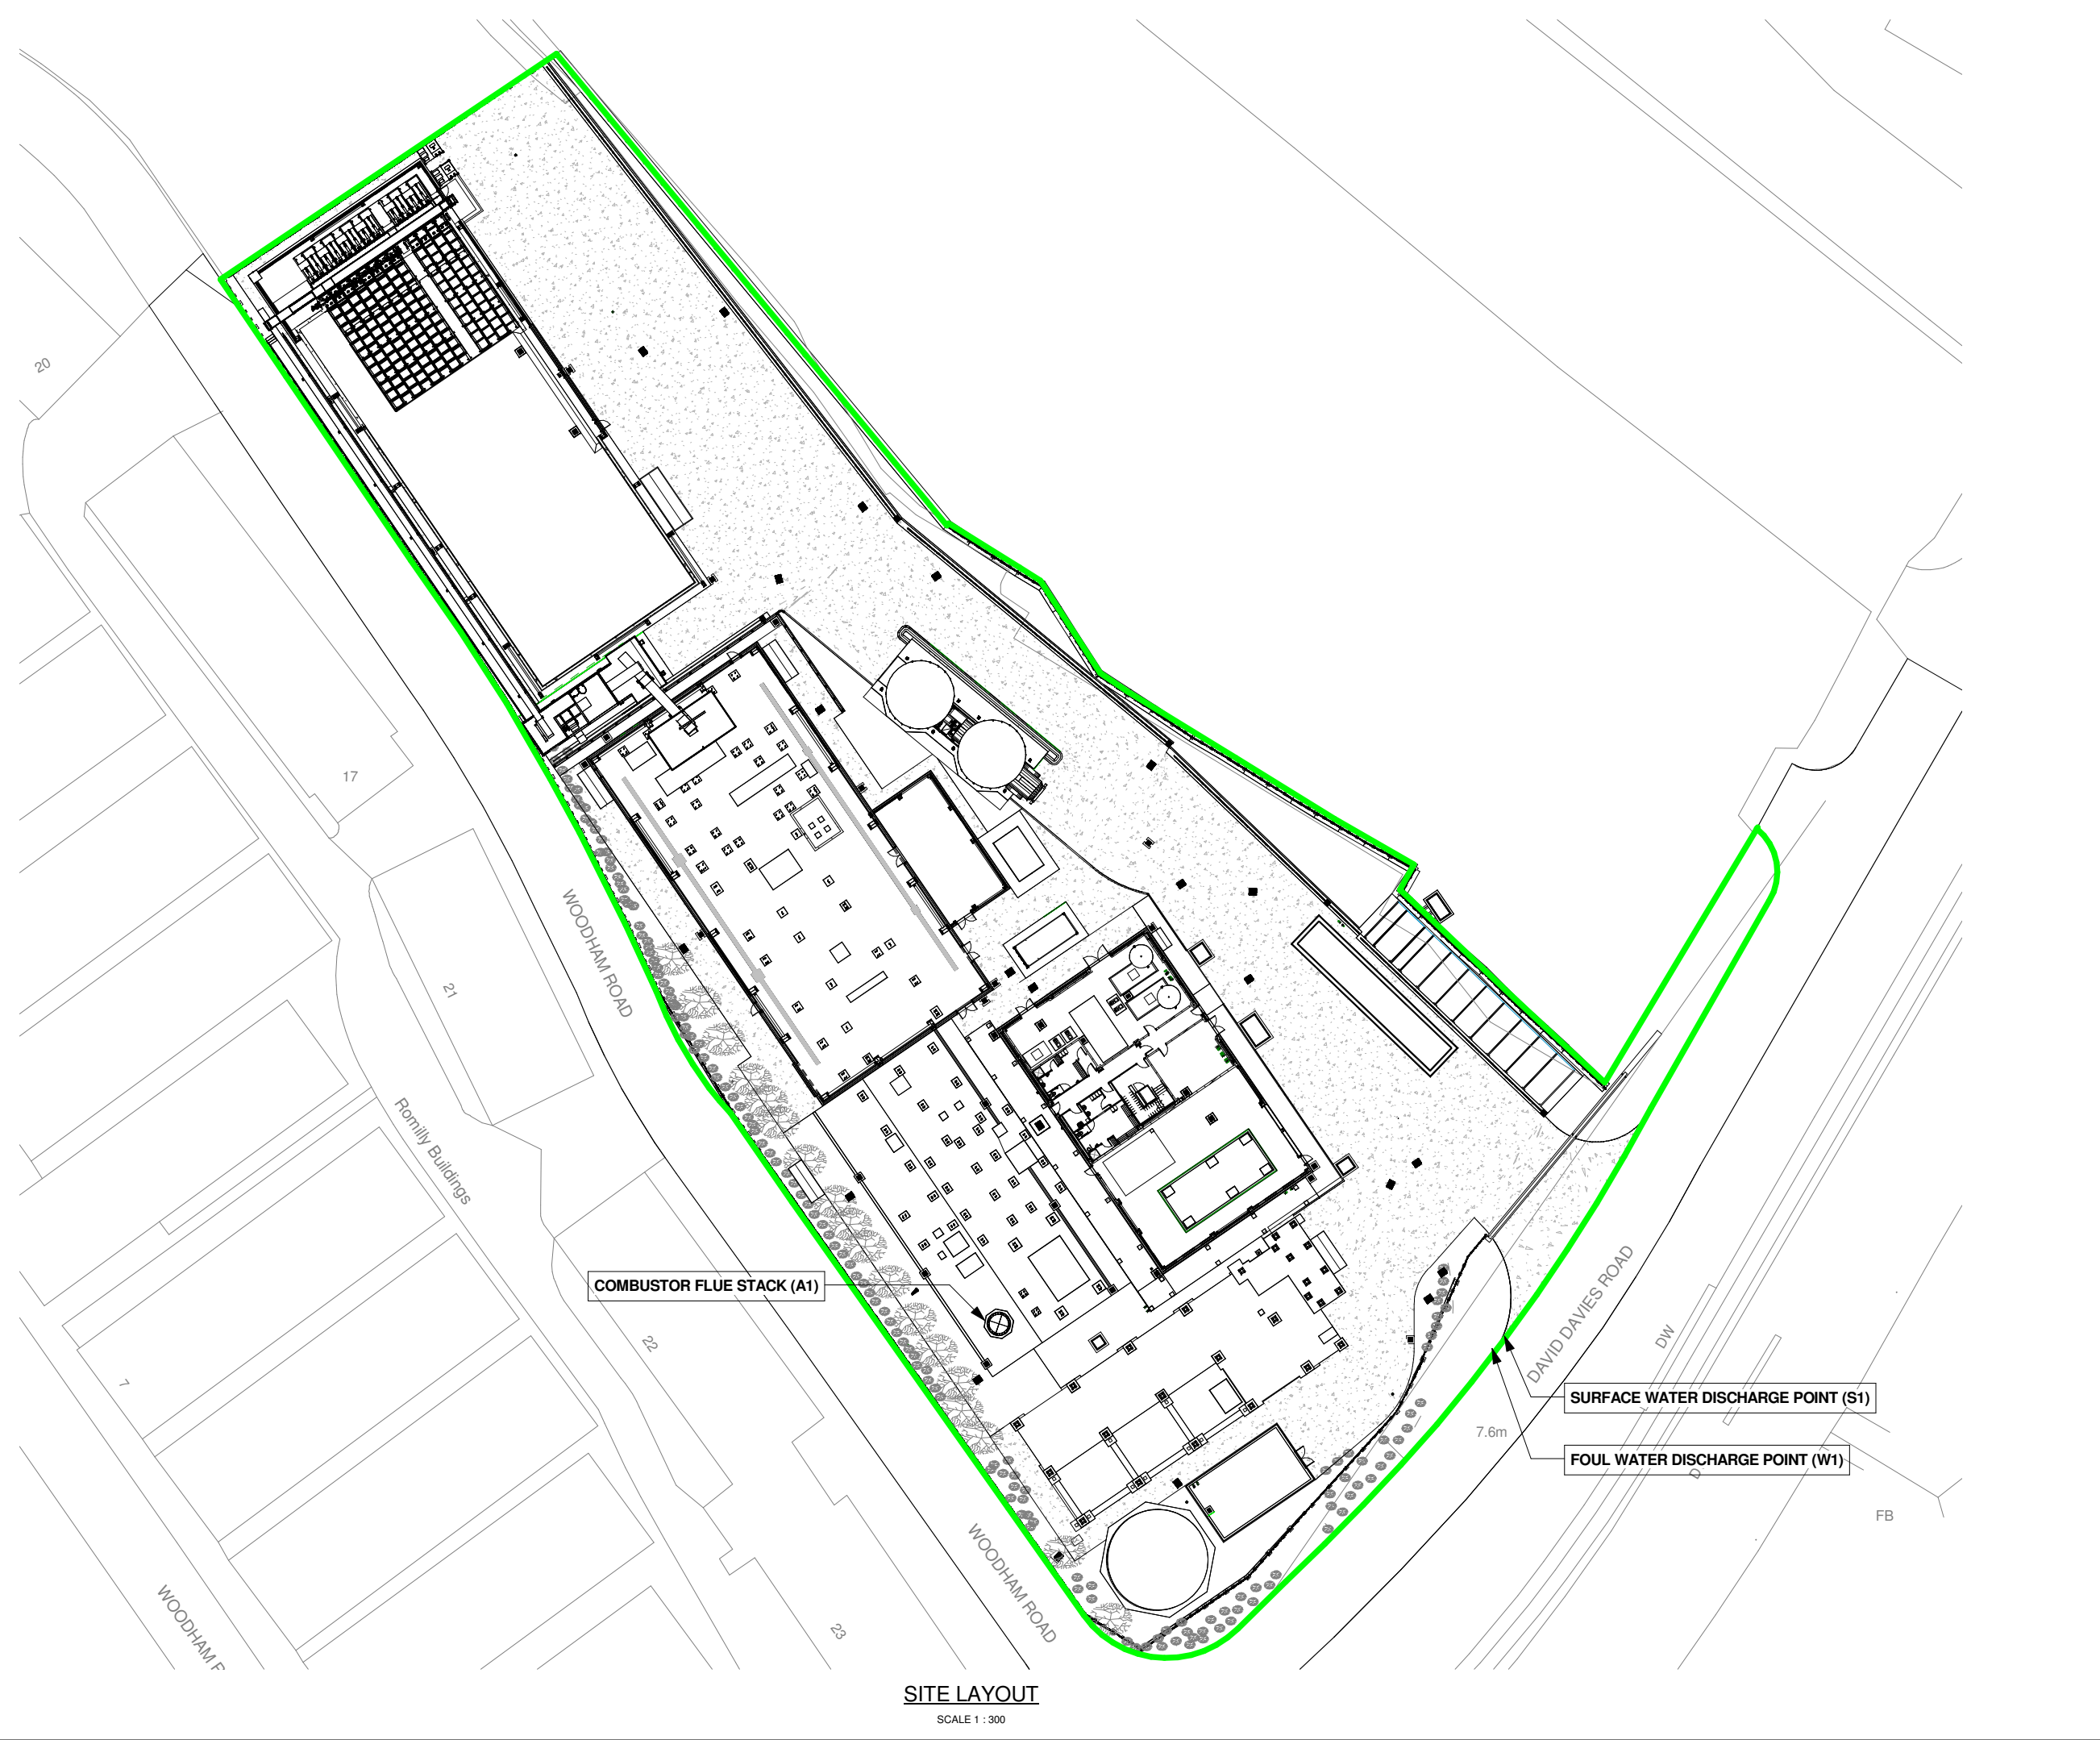 20
17
WOODHAM ROAD
21
Romilly Buildings
COMBUSTOR FLUE STACK (A1)
DAVID DAVIES ROAD
22
DW
7
SURFACE WATER DISCHARGE POINT (S1)
7.6m
FOUL WATER DISCHARGE POINT (W1)
D
FB
WOODHAM ROAD
WOODHAM R
23
SITE LAYOUT
SCALE 1 : 300